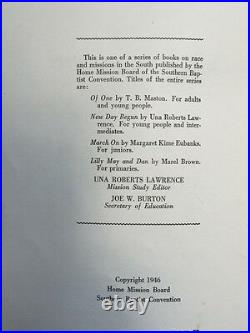 This is one of a series of books on race
and missions in the South published by the
Home Mission Board of the Southern Bap-
tist Convention. Titles of the entire series
are:
Of One by T. B. Maston. For adults
and young people.
New Day Begun by Una Roberts Law-
rence. For young people and inter-
mediates.
March On by Margaret Kime Eubanks.
For juniors.
Lilly May and Dan by Marel Brown.
For primaries.
UNA ROBERTS LAWRENCE
Mission Study Editor
JOE W. BURTON
Secretary of Education
Copyright 1946
Home Mission Board
Southern Baptist Convention